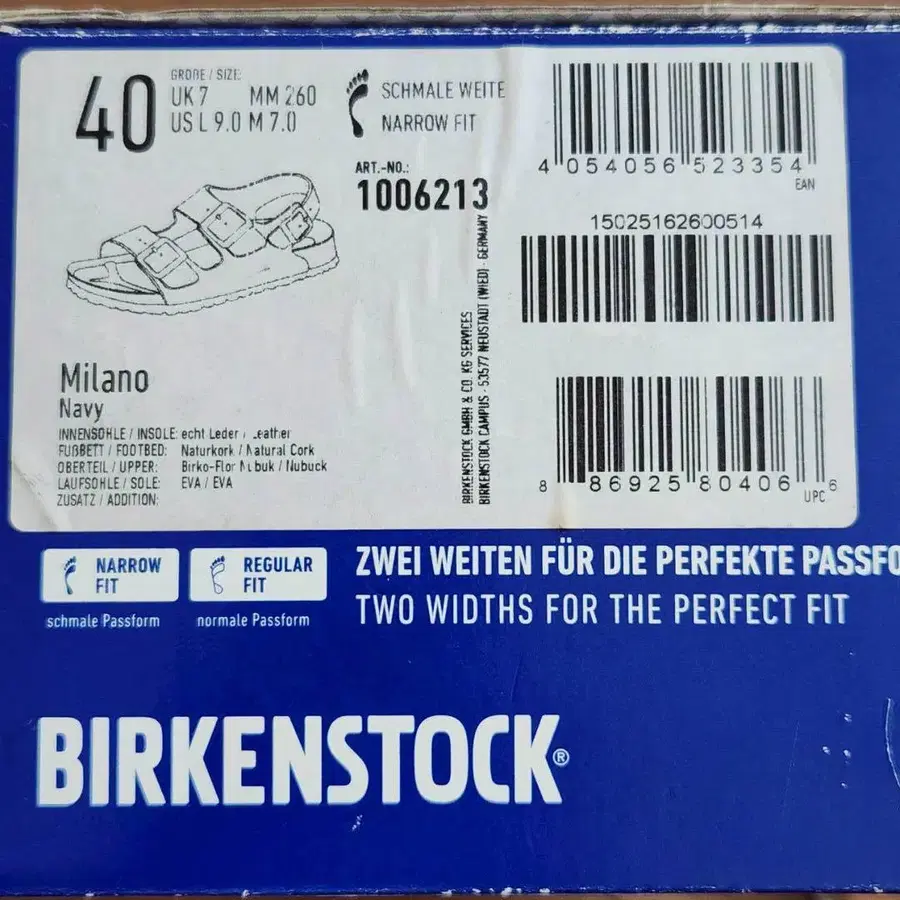 40
GRÖßE / SIZE:
UK 7 MM 260
US L 9.0 M 7.0
SCHMALE WEITE
NARROW FIT
ART.-NO.:
1006213
4 054056 523354
EAN
15025162600514
8 86925 80406 6
UPC
Milano
Navy
INNENSOHLE / INSOLE: echt Leder /
FUßBETT / FOOTBED: Naturkork / Natural Cork
OBERTEIL / UPPER: Birko-Flor Nubuk / Nubuck
LAUFSOHLE / SOLE: EVA / EVA
ZUSATZ / ADDITION:
BIRKENSTOCK GMBH & CO. KG SERVICES
BIRKENSTOCK CAMPUS · 53577 NEUSTADT (WIED) · GERMANY
NARROW FIT
schmale Passform
REGULAR FIT
normale Passform
ZWEI WEITEN FÜR DIE PERFEKTE PASSFO
TWO WIDTHS FOR THE PERFECT FIT
BIRKENSTOCK®